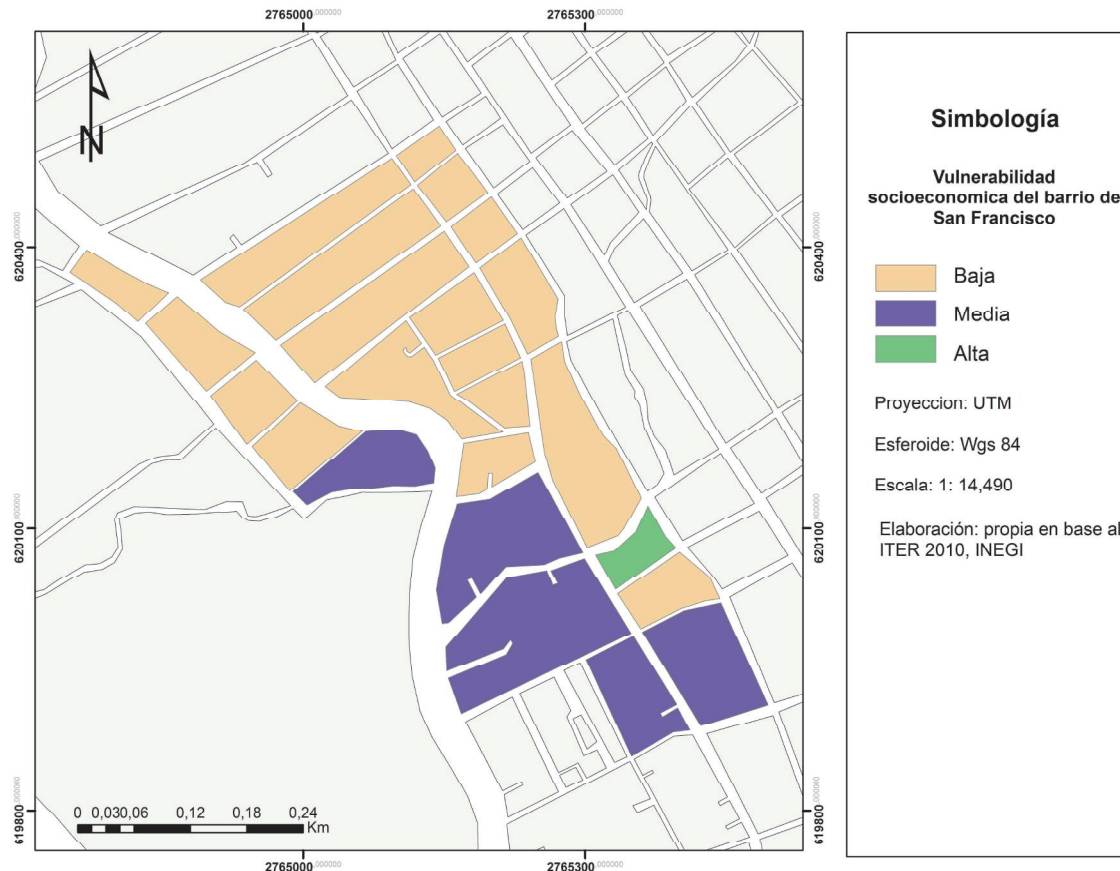 2765000,000000
2765300,000000
N
620430,000000
620430,000000
620100,000000
620100,000000
619800,000000
619800,000000
0 0,030,06 0,12 0,18 0,24
Km
2765000,000000
2765300,000000
Simbología
Vulnerabilidad
socioeconomica del barrio de
San Francisco
Baja
Media
Alta
Proyeccion: UTM
Esferoide: Wgs 84
Escala: 1: 14,490
Elaboración: propia en base al
ITER 2010, INEGI